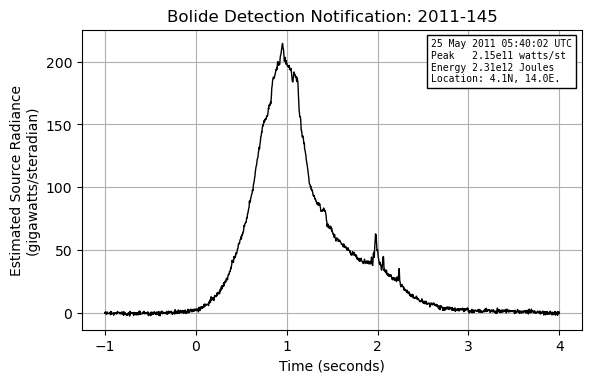 Bolide Detection Notification: 2011-145
25 May 2011 05:40:02 UTC
Peak   2.15e11 watts/st
Energy 2.31e12 Joules
Location: 4.1N, 14.0E.
Estimated Source Radiance
(gigawatts/steradian)
200
150
100
50
0
−1
0
1
2
3
4
Time (seconds)